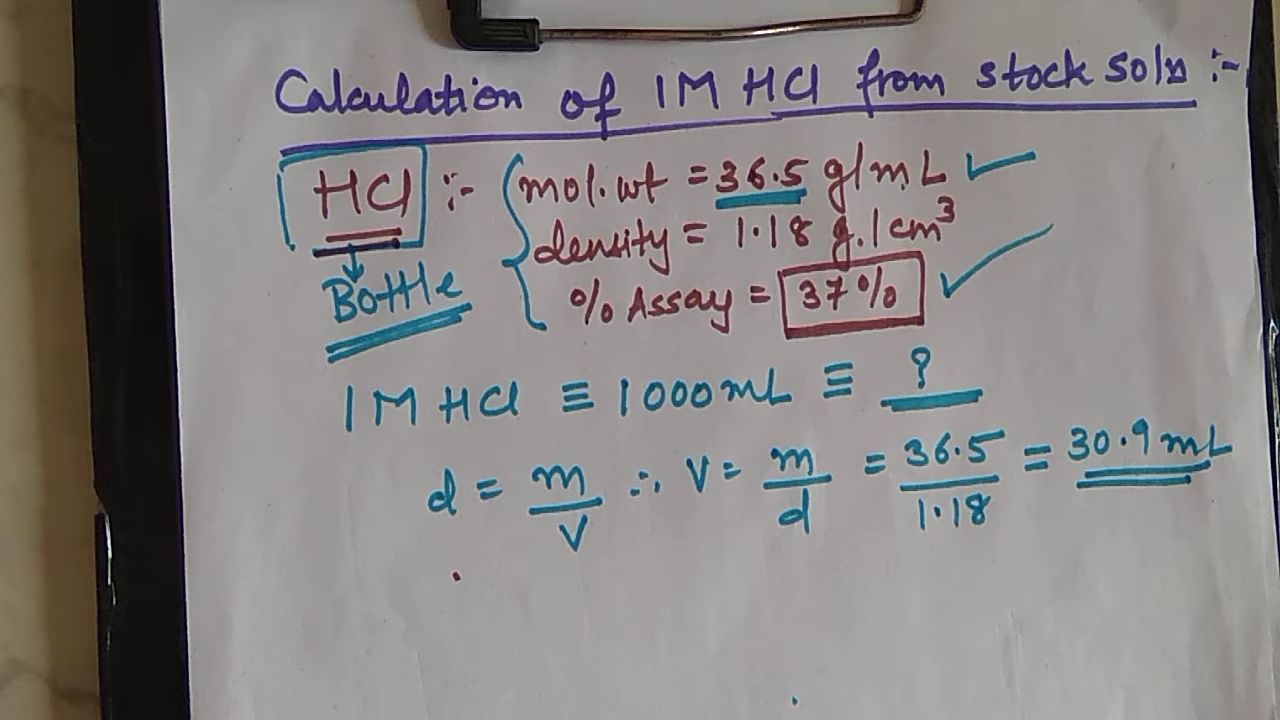 Calculation of 1M HCl from stock soln :-
HCl :- mol.wt = 36.5 g/mL
density = 1.18 g./cm³
% Assay = 37%
Bottle
1M HCl ≡ 1000mL ≡ ?
d = m/V ∴ V = m/d = 36.5/1.18 = 30.9 mL